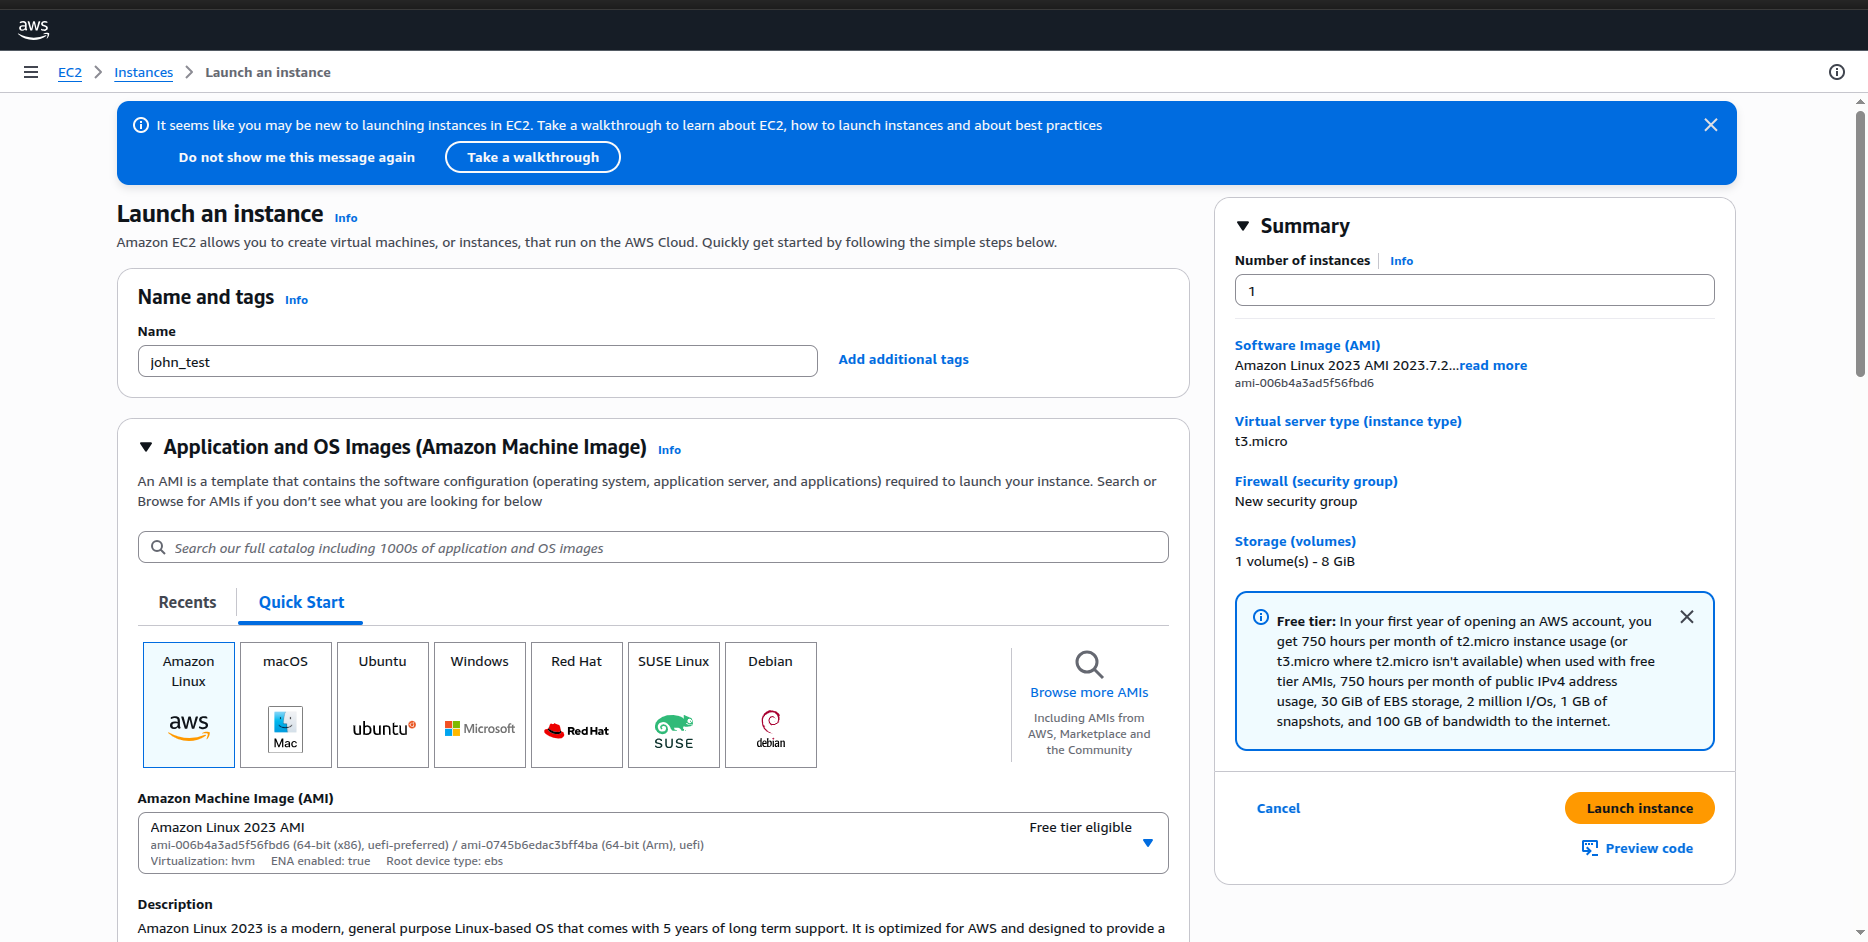 aws
EC2 > Instances > Launch an instance
It seems like you may be new to launching instances in EC2. Take a walkthrough to learn about EC2, how to launch instances and about best practices
Do not show me this message again
Take a walkthrough
Launch an instance Info
Amazon EC2 allows you to create virtual machines, or instances, that run on the AWS Cloud. Quickly get started by following the simple steps below.
Name and tags Info
Name
john_test
Add additional tags
Application and OS Images (Amazon Machine Image) Info
An AMI is a template that contains the software configuration (operating system, application server, and applications) required to launch your instance. Search or
Browse for AMIs if you don't see what you are looking for below
Search our full catalog including 1000s of application and OS images
Recents
Quick Start
Amazon
Linux
aws
macOS
Mac
Ubuntu
ubuntu
Windows
Microsoft
Red Hat
Red Hat
SUSE Linux
SUSE
Debian
debian
Browse more AMIs
Including AMIs from
AWS, Marketplace and
the Community
Amazon Machine Image (AMI)
Amazon Linux 2023 AMI
Free tier eligible
ami-006b4a3ad5f56fbd6 (64-bit (x86), uefi-preferred) / ami-0745b6edac3bff4ba (64-bit (Arm), uefi)
Virtualization: hvm ENA enabled: true Root device type: ebs
Description
Amazon Linux 2023 is a modern, general purpose Linux-based OS that comes with 5 years of long term support. It is optimized for AWS and designed to provide a
Summary
Number of instances Info
1
Software Image (AMI)
Amazon Linux 2023 AMI 2023.7.2...read more
ami-006b4a3ad5f56fbd6
Virtual server type (instance type)
t3.micro
Firewall (security group)
New security group
Storage (volumes)
1 volume(s) - 8 GiB
Free tier: In your first year of opening an AWS account, you
get 750 hours per month of t2.micro instance usage (or
t3.micro where t2.micro isn't available) when used with free
tier AMIs, 750 hours per month of public IPv4 address
usage, 30 GiB of EBS storage, 2 million I/Os, 1 GB of
snapshots, and 100 GB of bandwidth to the internet.
Cancel
Launch instance
Preview code